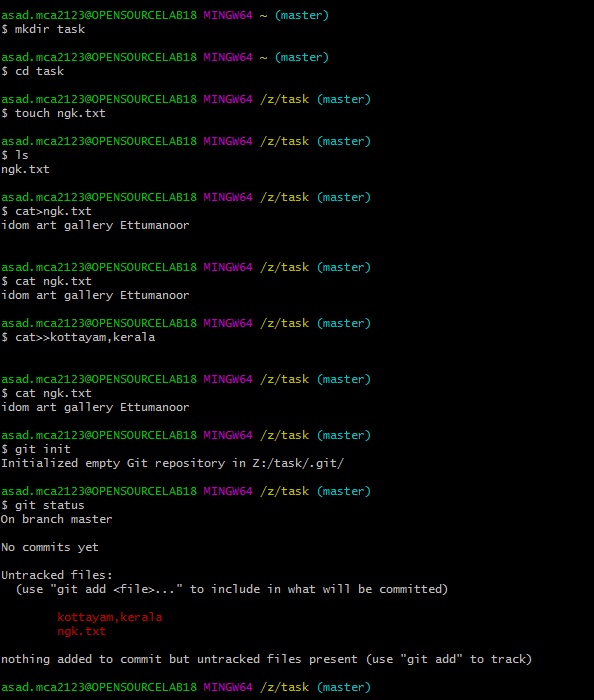 asad.mca2123@OPENSOURCELAB18 MINGW64 ~ (master)
$ mkdir task
asad.mca2123@OPENSOURCELAB18 MINGW64 ~ (master)
$ cd task
asad.mca2123@OPENSOURCELAB18 MINGW64 /z/task (master)
$ touch ngk.txt
asad.mca2123@OPENSOURCELAB18 MINGW64 /z/task (master)
$ ls
ngk.txt
asad.mca2123@OPENSOURCELAB18 MINGW64 /z/task (master)
$ cat>ngk.txt
idom art gallery Ettumanoor
asad.mca2123@OPENSOURCELAB18 MINGW64 /z/task (master)
$ cat ngk.txt
idom art gallery Ettumanoor
asad.mca2123@OPENSOURCELAB18 MINGW64 /z/task (master)
$ cat>>kottayam,kerala
asad.mca2123@OPENSOURCELAB18 MINGW64 /z/task (master)
$ cat ngk.txt
idom art gallery Ettumanoor
asad.mca2123@OPENSOURCELAB18 MINGW64 /z/task (master)
$ git init
Initialized empty Git repository in Z:/task/.git/
asad.mca2123@OPENSOURCELAB18 MINGW64 /z/task (master)
$ git status
On branch master
No commits yet
Untracked files:
(use "git add <file>..." to include in what will be committed)
kottayam,kerala
ngk.txt
nothing added to commit but untracked files present (use "git add" to track)
asad.mca2123@OPENSOURCELAB18 MINGW64 /z/task (master)